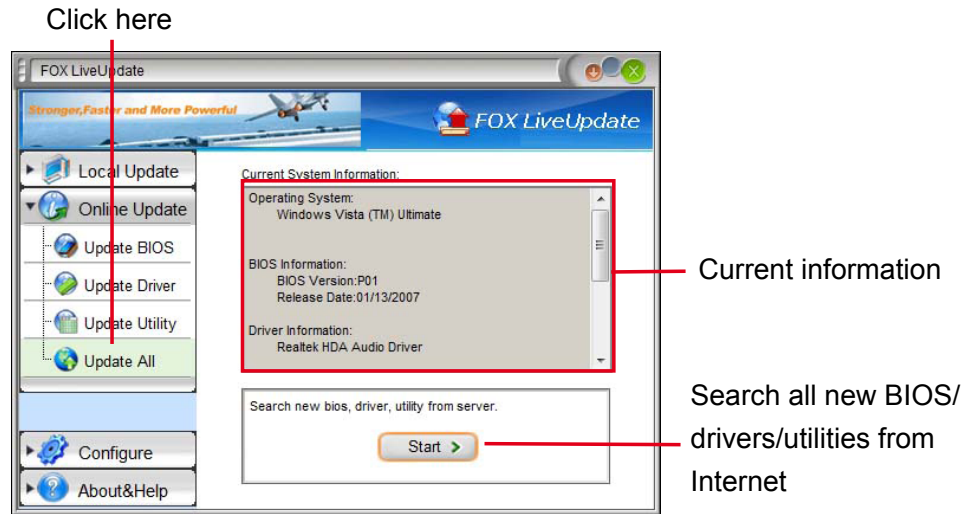 Click here
FOX LiveUpdate
Stronger,Faster and More Powerful
FOX LiveUpdate
Local Update
Online Update
Update BIOS
Update Driver
Update Utility
Update All
Configure
About&Help
Current System Information:
Operating System:
Windows Vista (TM) Ultimate
BIOS Information:
BIOS Version:P01
Release Date:01/13/2007
Driver Information:
Realtek HDA Audio Driver
Search new bios, driver, utility from server.
Start
Current information
Search all new BIOS/
drivers/utilities from
Internet